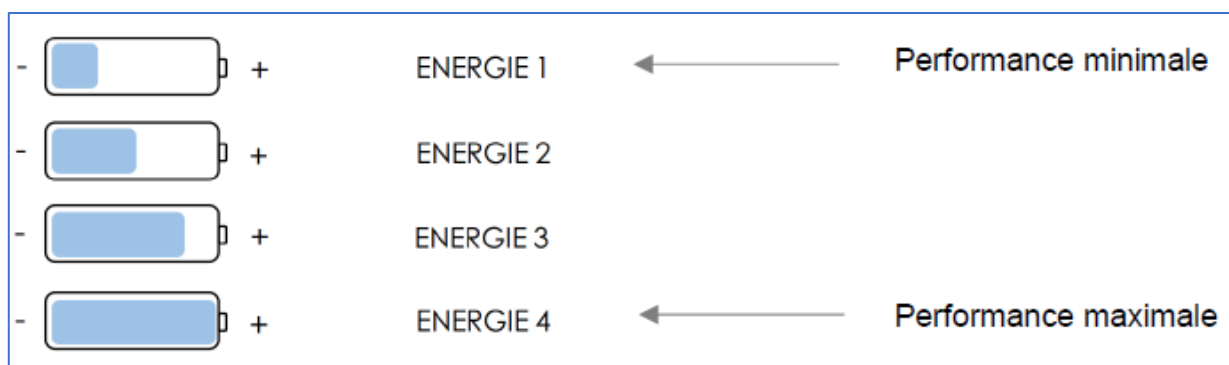 - + ENERGIE 1 Performance minimale
- + ENERGIE 2
- + ENERGIE 3
- + ENERGIE 4 Performance maximale